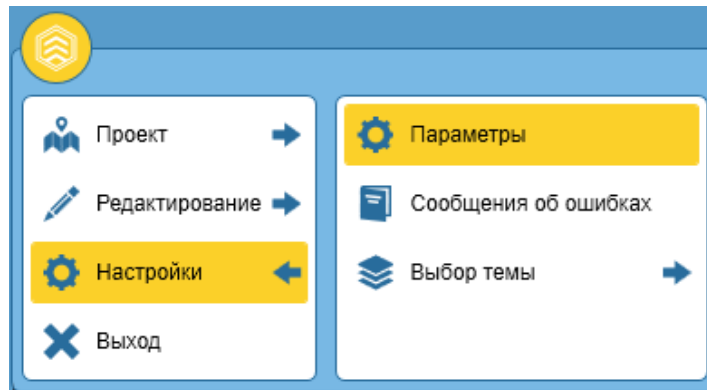 Проект
Редактирование
Настройки
Выход
Параметры
Сообщения об ошибках
Выбор темы